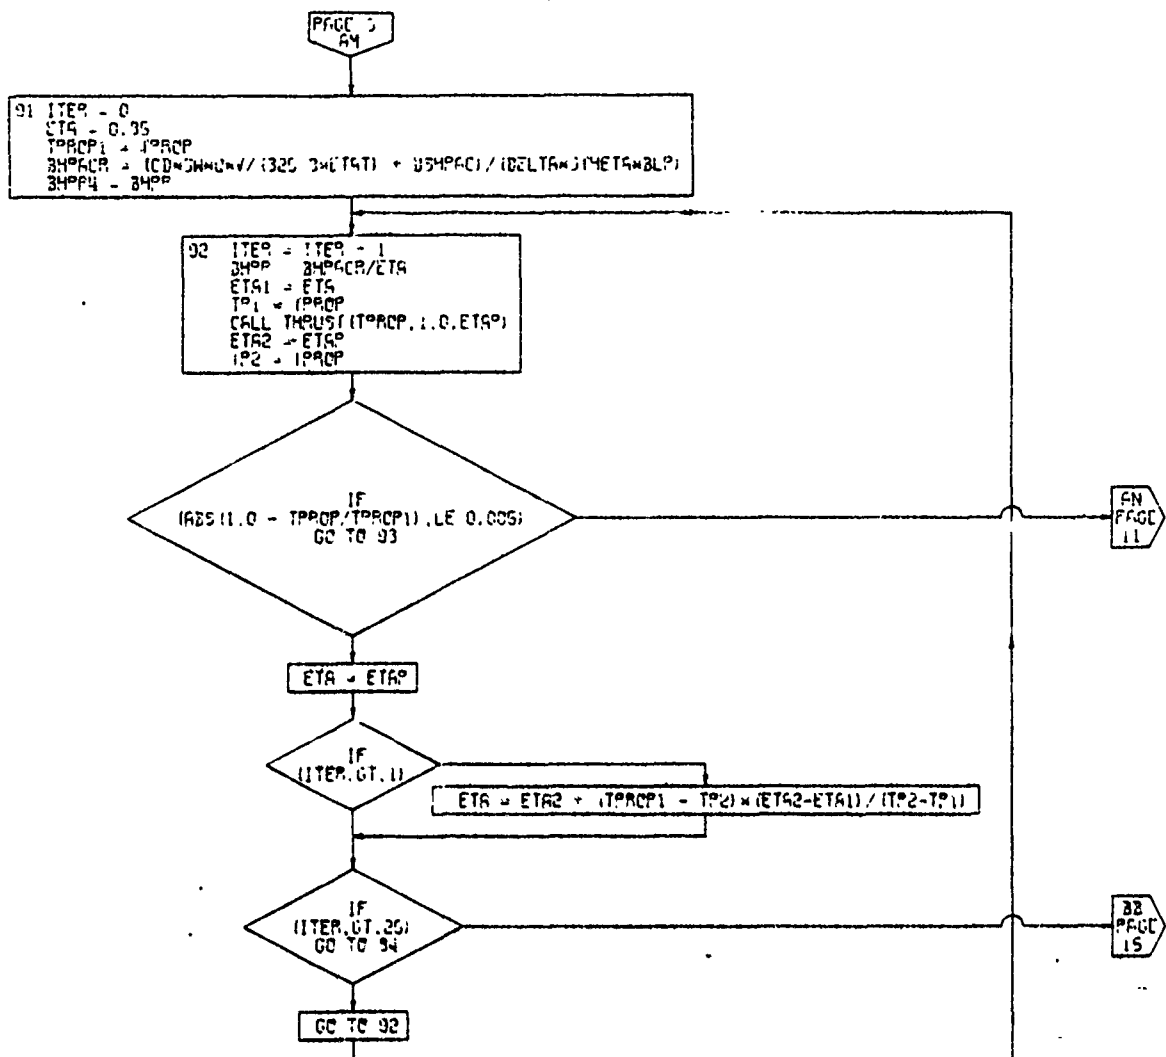 PAGE
AM
91 ITER = 0
ETA = 0.85
TPROP1 = TPROP
BHPACR = (CD*SW*Q*V/(325 3*ETAT) + BSHPAC)/(DELTA*S(THETA*BLP)
BHPP4 = BHPP
92 ITER = ITER + 1
BHPP BHPACR/ETA
ETA1 = ETA
TP1 = TPROP
CALL THRUST(TPROP,1.0,ETAP)
ETA2 = ETAP
TP2 = TPROP
IF
(ABS(1.0 - TPROP/TPROP1).LE 0.005)
GO TO 93
AN
PAGE
11
ETA = ETAP
IF
(ITER.GT.1)
ETA = ETA2 + (TPROP1 - TP2)*(ETA2-ETA1)/(TP2-TP1)
IF
(ITER.GT.25)
GO TO 94
BB
PAGE
15
GO TO 92